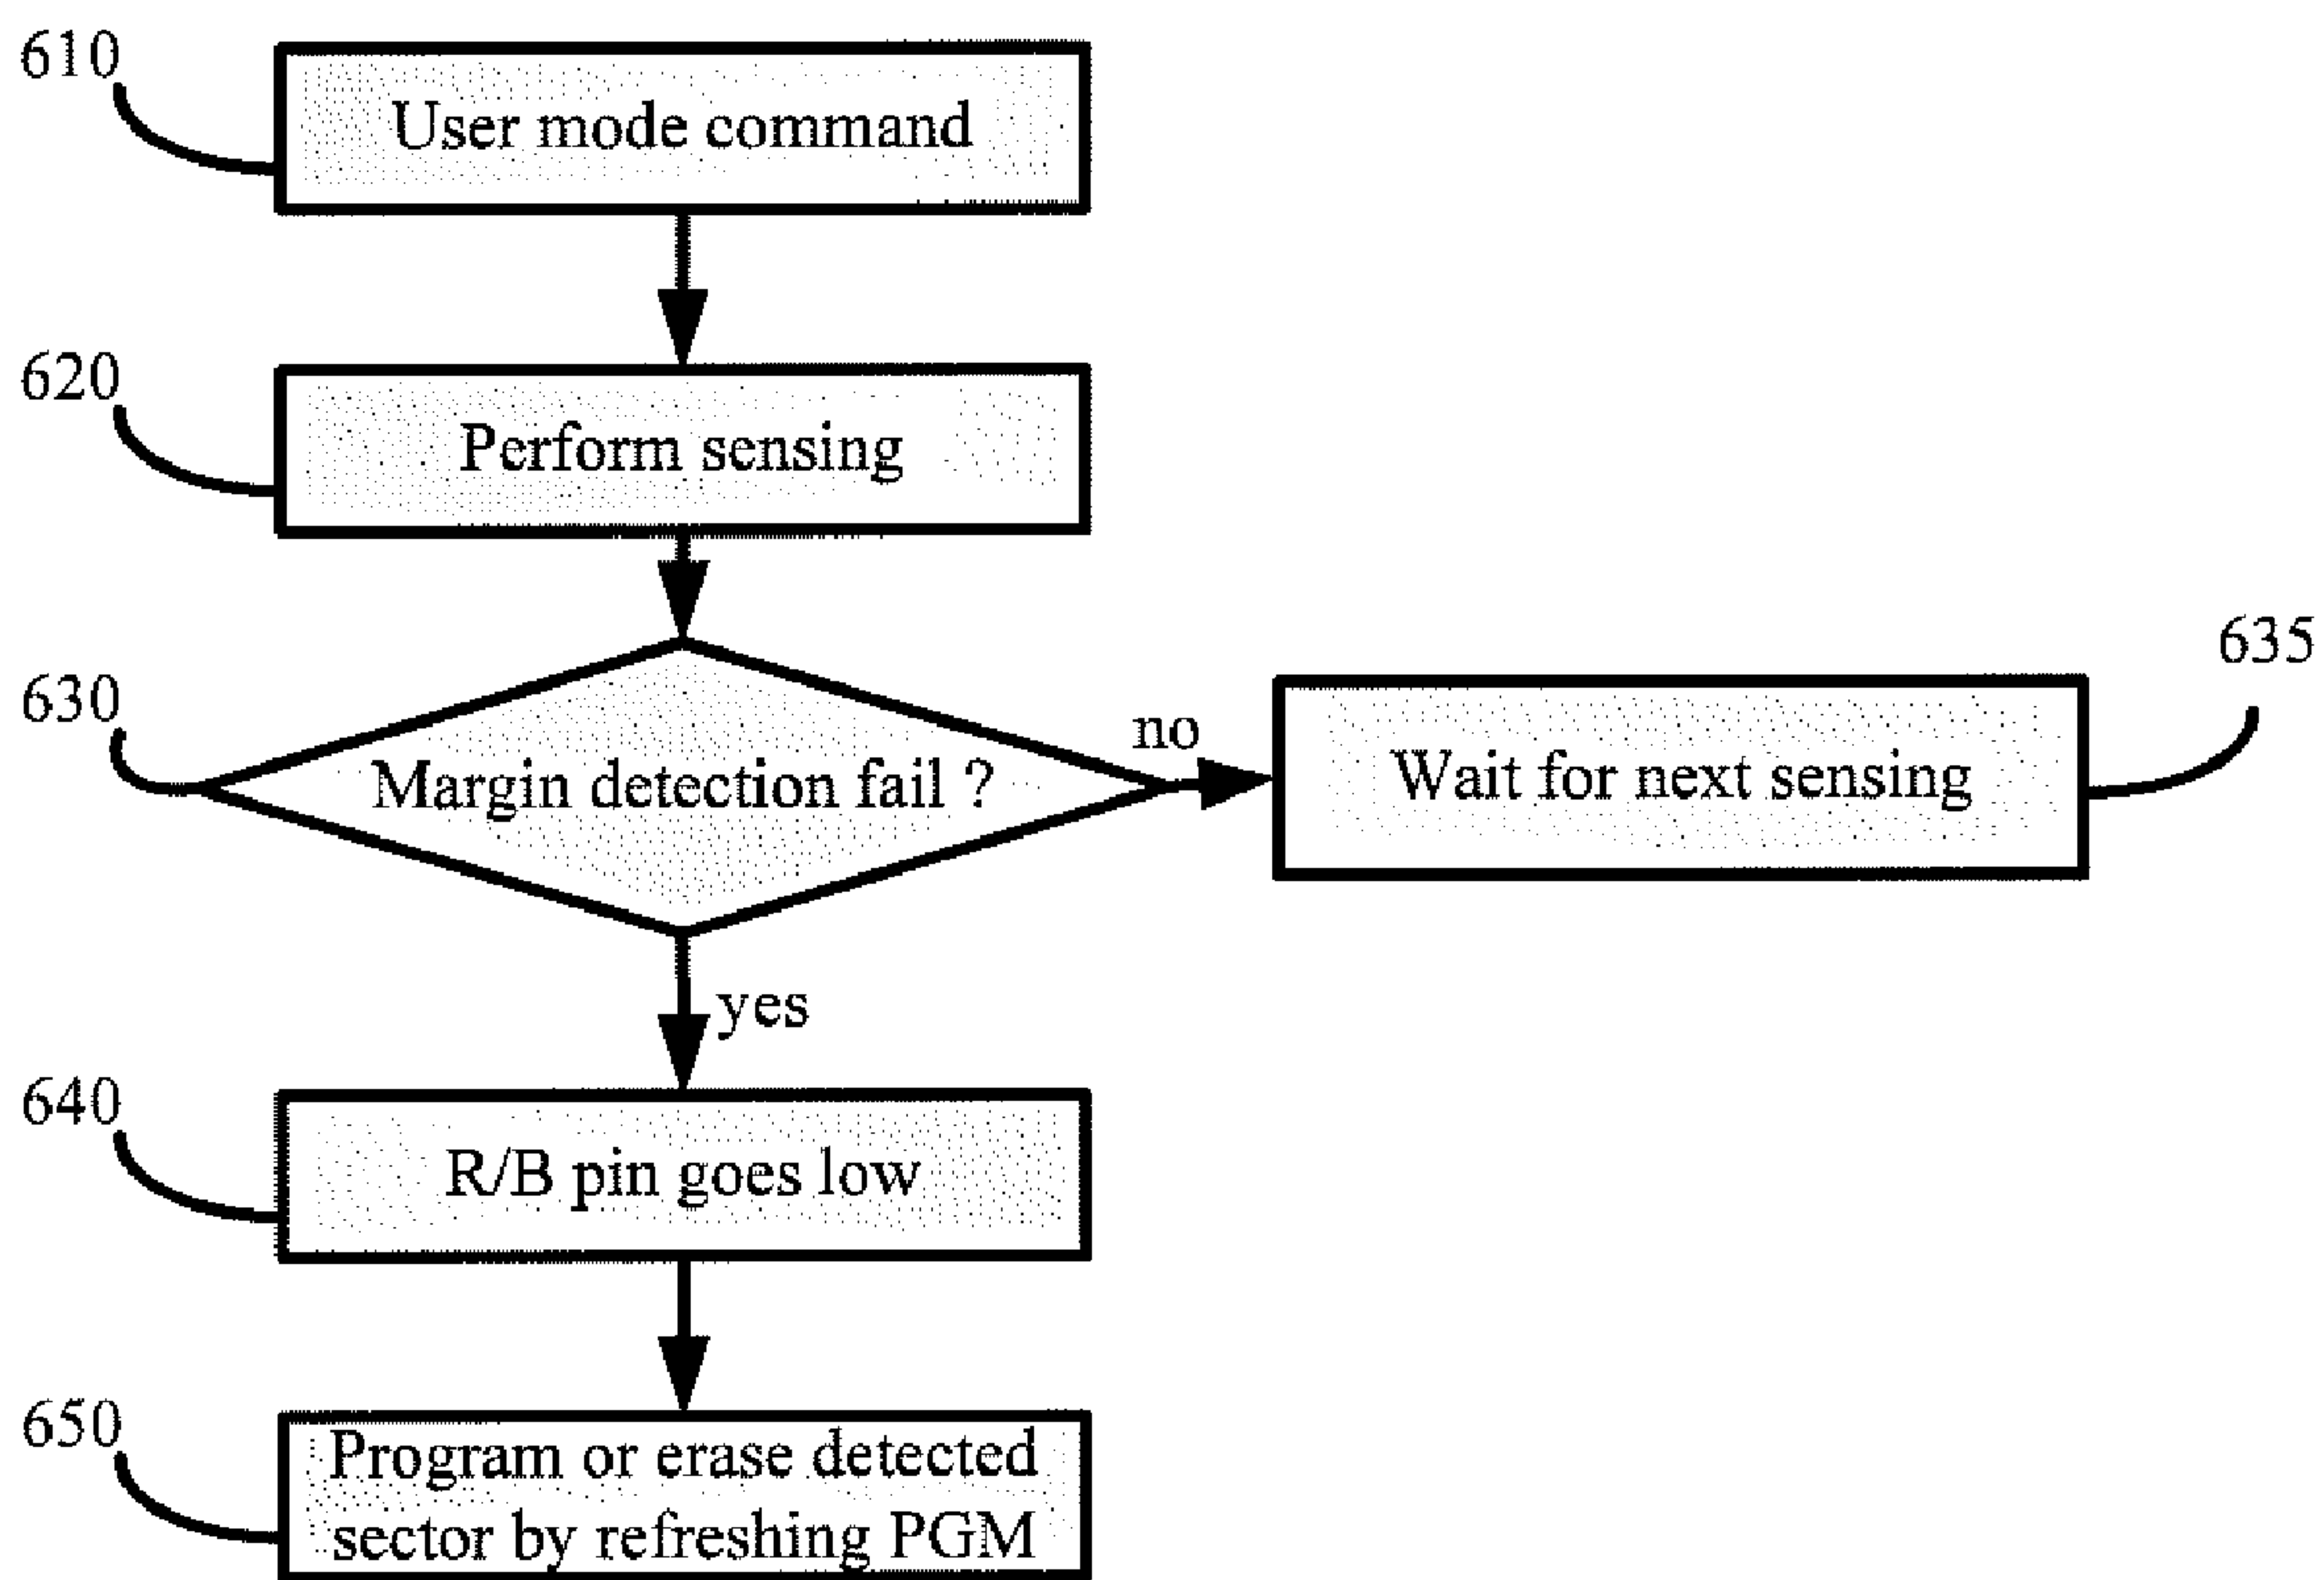 610
User mode command
620
Perform sensing
630
Margin detection fail ?
no
Wait for next sensing
635
yes
640
R/B pin goes low
650
Program or erase detected
sector by refreshing PGM